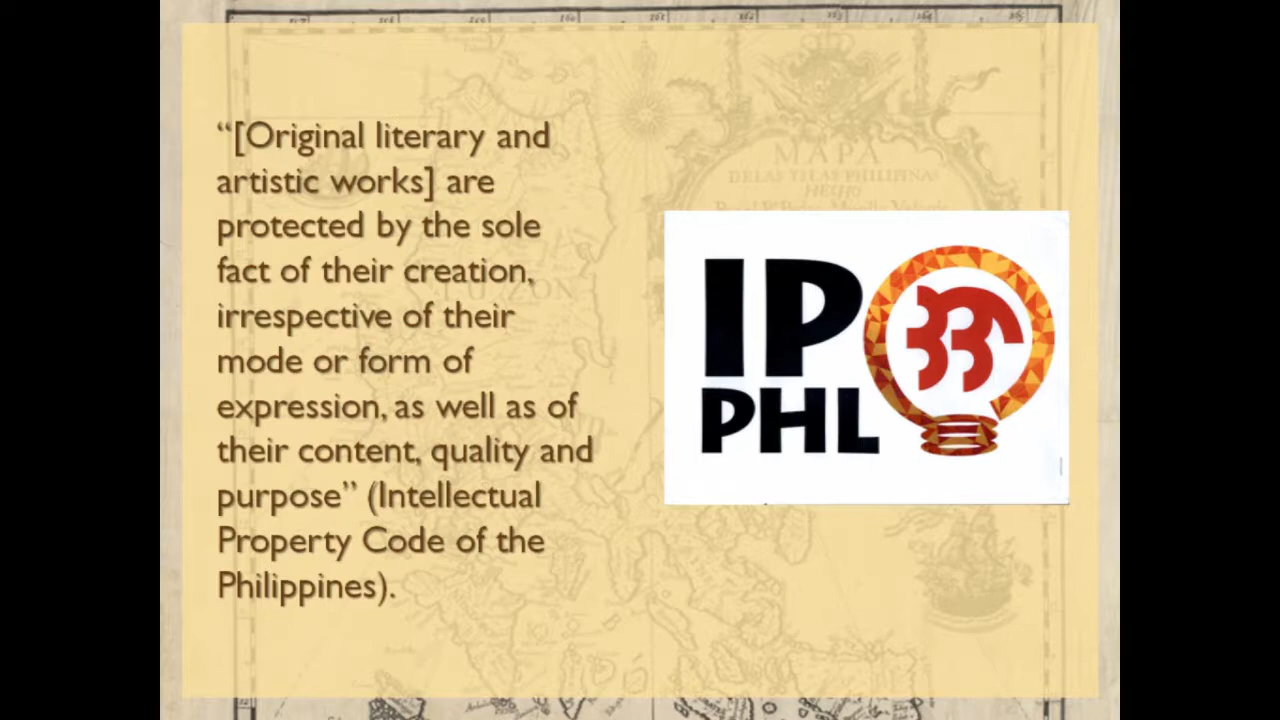 “[Original literary and
artistic works] are
protected by the sole
fact of their creation,
irrespective of their
mode or form of
expression, as well as of
their content, quality and
purpose” (Intellectual
Property Code of the
Philippines).
MAPA
DE LAS YSLAS PHILIPINAS
HECHO
IP
PHL